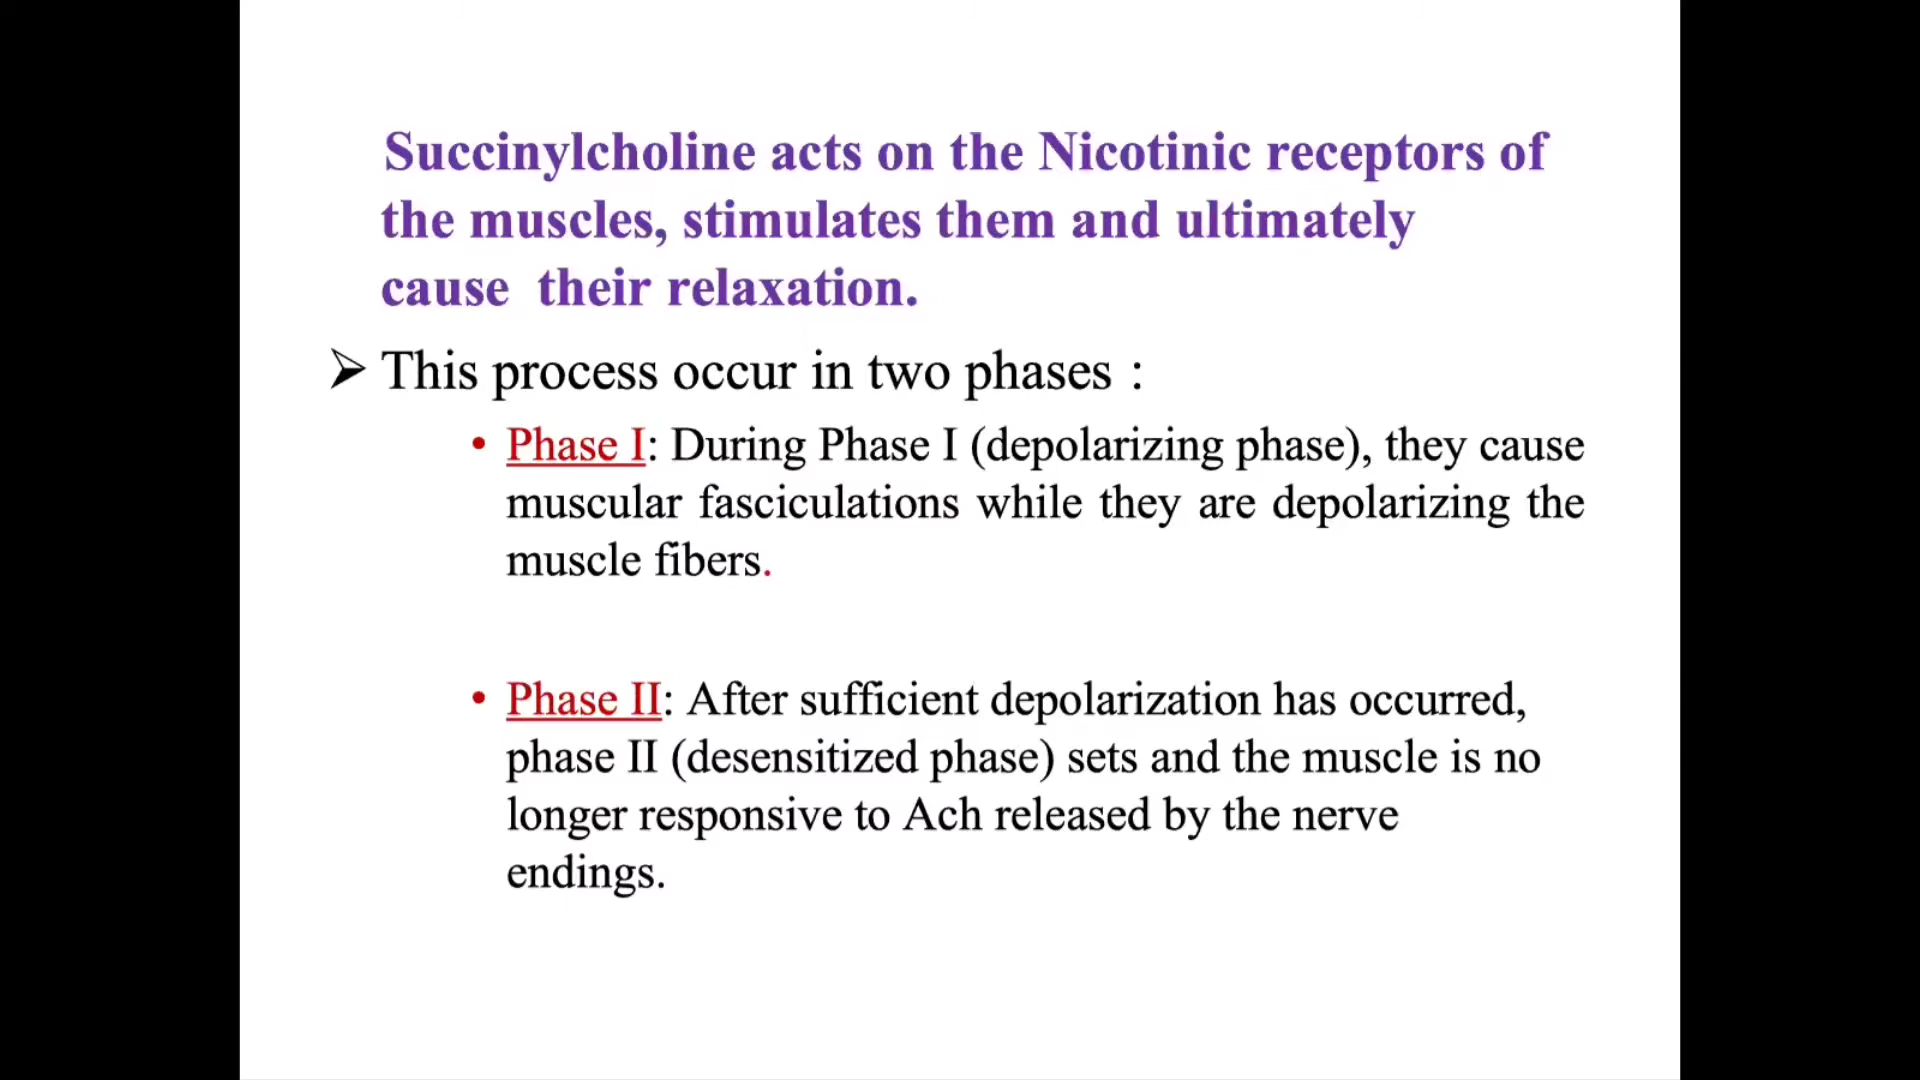 Succinylcholine acts on the Nicotinic receptors of
the muscles, stimulates them and ultimately
cause their relaxation.
➢ This process occur in two phases :
• Phase I: During Phase I (depolarizing phase), they cause
muscular fasciculations while they are depolarizing the
muscle fibers.
• Phase II: After sufficient depolarization has occurred,
phase II (desensitized phase) sets and the muscle is no
longer responsive to Ach released by the nerve
endings.